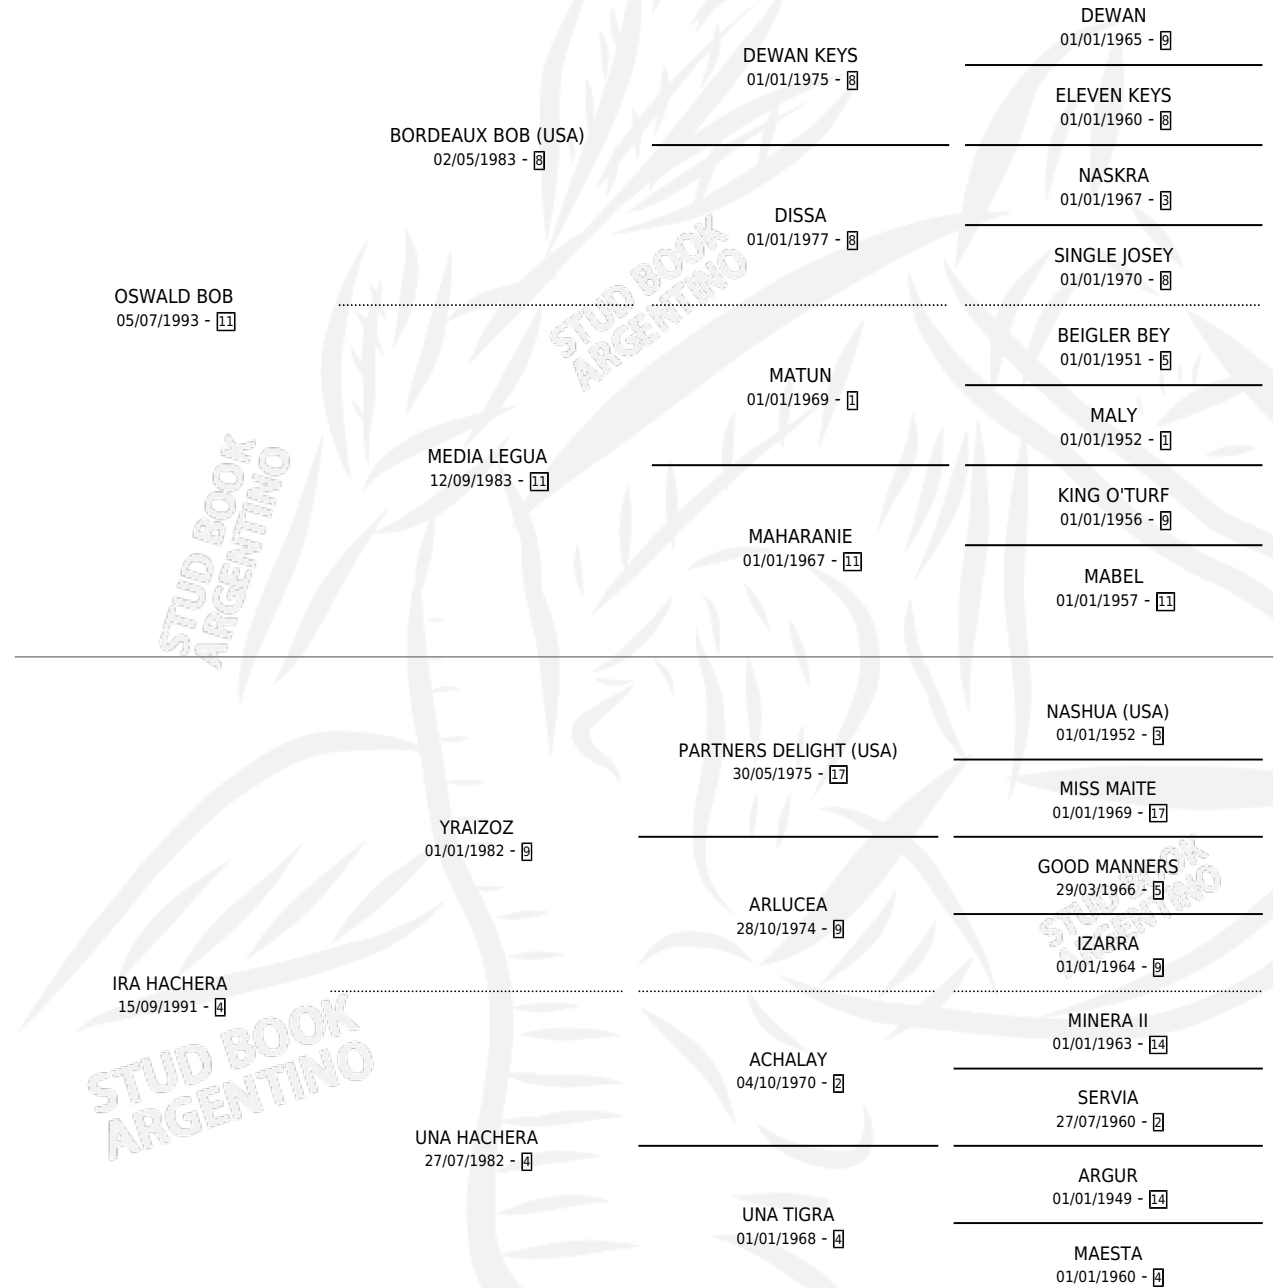 DEWAN
01/01/1965 - 9
DEWAN KEYS
01/01/1975 - 8
ELEVEN KEYS
01/01/1960 - 8
BORDEAUX BOB (USA)
02/05/1983 - 8
NASKRA
01/01/1967 - 3
DISSA
01/01/1977 - 8
SINGLE JOSEY
01/01/1970 - 8
OSWALD BOB
05/07/1993 - 11
BEIGLER BEY
01/01/1951 - 5
MATUN
01/01/1969 - 1
MALY
01/01/1952 - 1
MEDIA LEGUA
12/09/1983 - 11
KING O'TURF
01/01/1956 - 9
MAHARANIE
01/01/1967 - 11
MABEL
01/01/1957 - 11
STUD BOOK
ARGENTINO
STUD BOOK
ARGENTINO
NASHUA (USA)
01/01/1952 - 3
PARTNERS DELIGHT (USA)
30/05/1975 - 17
MISS MAITE
01/01/1969 - 17
YRAIZOZ
01/01/1982 - 9
GOOD MANNERS
29/03/1966 - 5
ARLUCEA
28/10/1974 - 9
IZARRA
01/01/1964 - 9
STUD BOOK
ARGENTINO
IRA HACHERA
15/09/1991 - 4
MINERA II
01/01/1963 - 14
ACHALAY
04/10/1970 - 2
SERVIA
27/07/1960 - 2
UNA HACHERA
27/07/1982 - 4
ARGUR
01/01/1949 - 14
UNA TIGRA
01/01/1968 - 4
MAESTA
01/01/1960 - 4
STUD BOOK
ARGENTINO